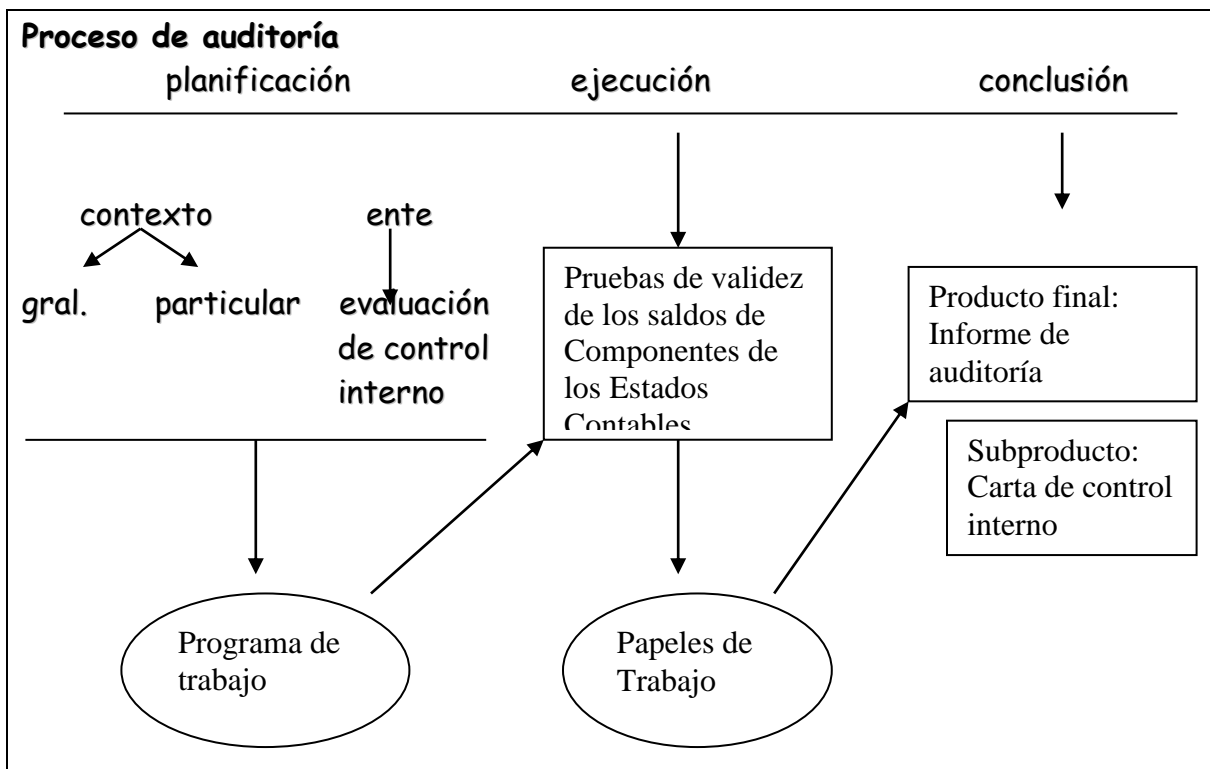 Proceso de auditoría
planificación ejecución conclusión
contexto ente
gral. particular evaluación
de control
interno
Pruebas de validez
de los saldos de
Componentes de
los Estados
Contables
Producto final:
Informe de
auditoría
Subproducto:
Carta de control
interno
Programa de
trabajo
Papeles de
Trabajo